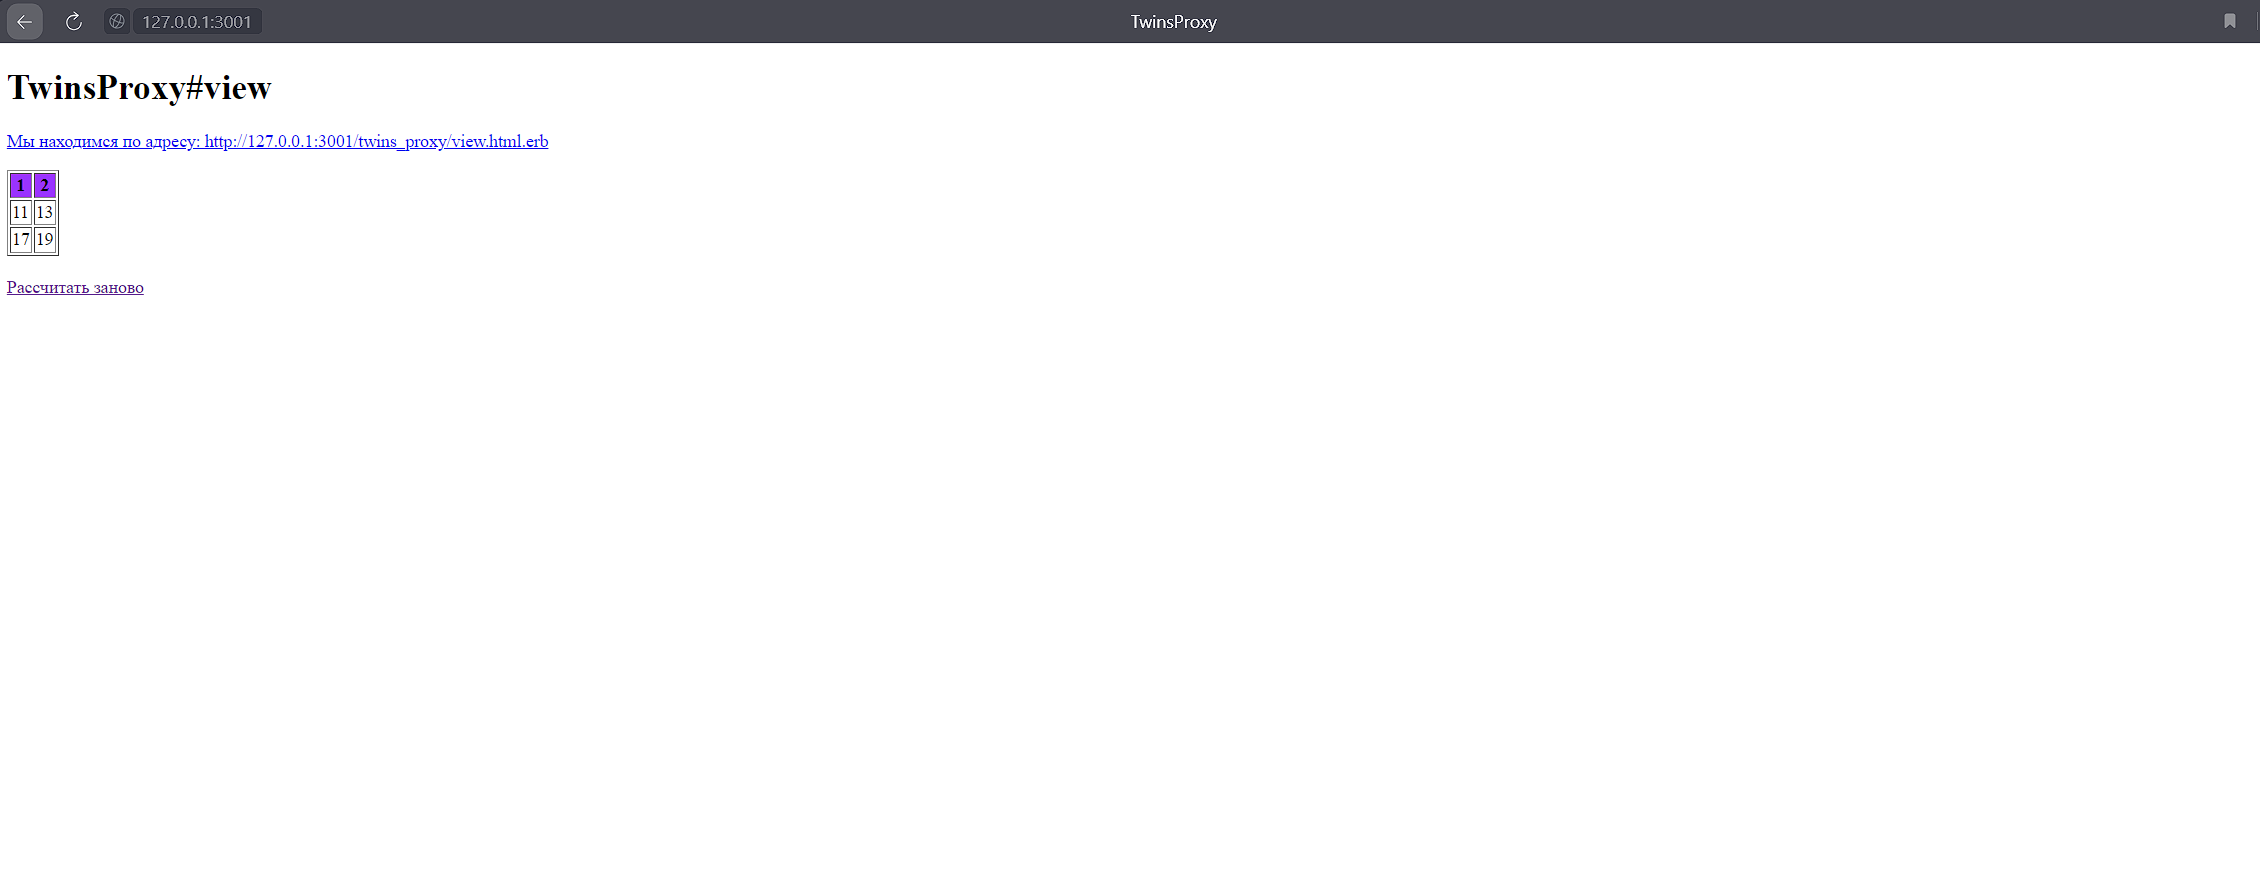 127.0.0.1:3001 TwinsProxy
TwinsProxy#view
Мы находимся по адресу: http://127.0.0.1:3001/twins_proxy/view.html.erb
1 2
11 13
17 19
Рассчитать заново